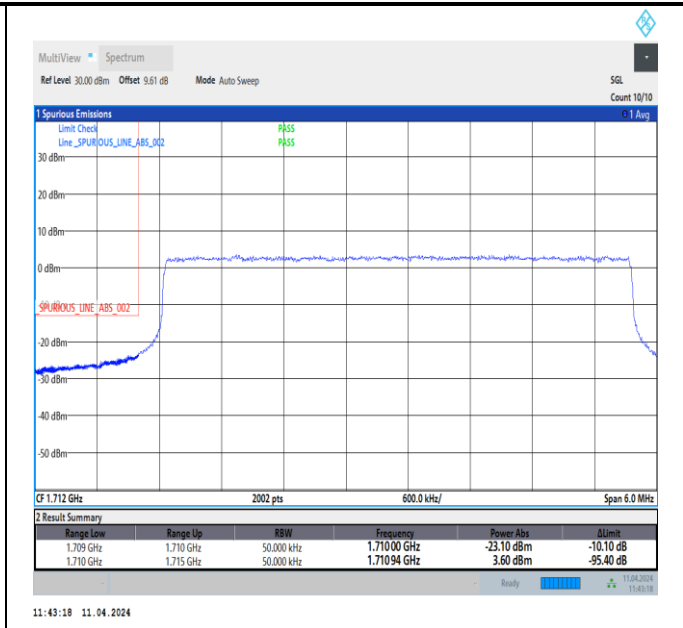 MultiView Spectrum
Ref Level 30.00 dBm Offset 9.61 dB Mode Auto Sweep SGL
Count 10/10
1 Spurious Emissions 1 Avg
Limit Check PASS
Line _SPURIOUS_LINE_ABS_002 PASS
30 dBm
20 dBm
10 dBm
0 dBm
_SPURIOUS_LINE_ABS_002
-20 dBm
-30 dBm
-40 dBm
-50 dBm
CF 1.712 GHz 2002 pts 600.0 kHz/ Span 6.0 MHz
2 Result Summary
Range Low Range Up RBW Frequency Power Abs ΔLimit
1.709 GHz 1.710 GHz 50.000 kHz 1.71000 GHz -23.10 dBm -10.10 dB
1.710 GHz 1.715 GHz 50.000 kHz 1.71094 GHz 3.60 dBm -95.40 dB
Ready 11.04.2024
11:43:18
11:43:18 11.04.2024